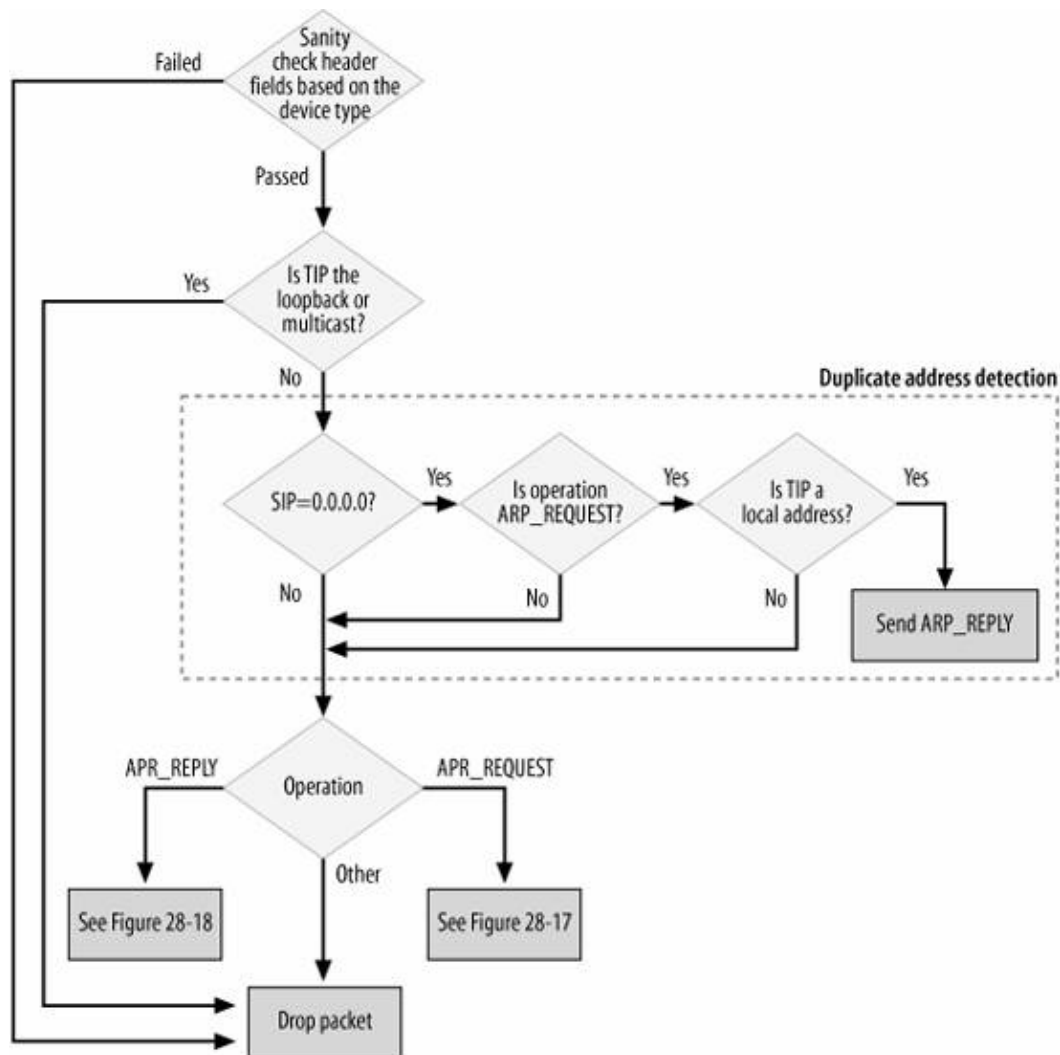 Sanity
check header
fields based on the
device type
Failed
Passed
Is TIP the
loopback or
multicast?
Yes
No
Duplicate address detection
SIP=0.0.0.0?
Yes
Is operation
ARP_REQUEST?
Yes
Is TIP a
local address?
Yes
No
No
No
Send ARP_REPLY
APR_REPLY
Operation
APR_REQUEST
Other
See Figure 28-18
See Figure 28-17
Drop packet